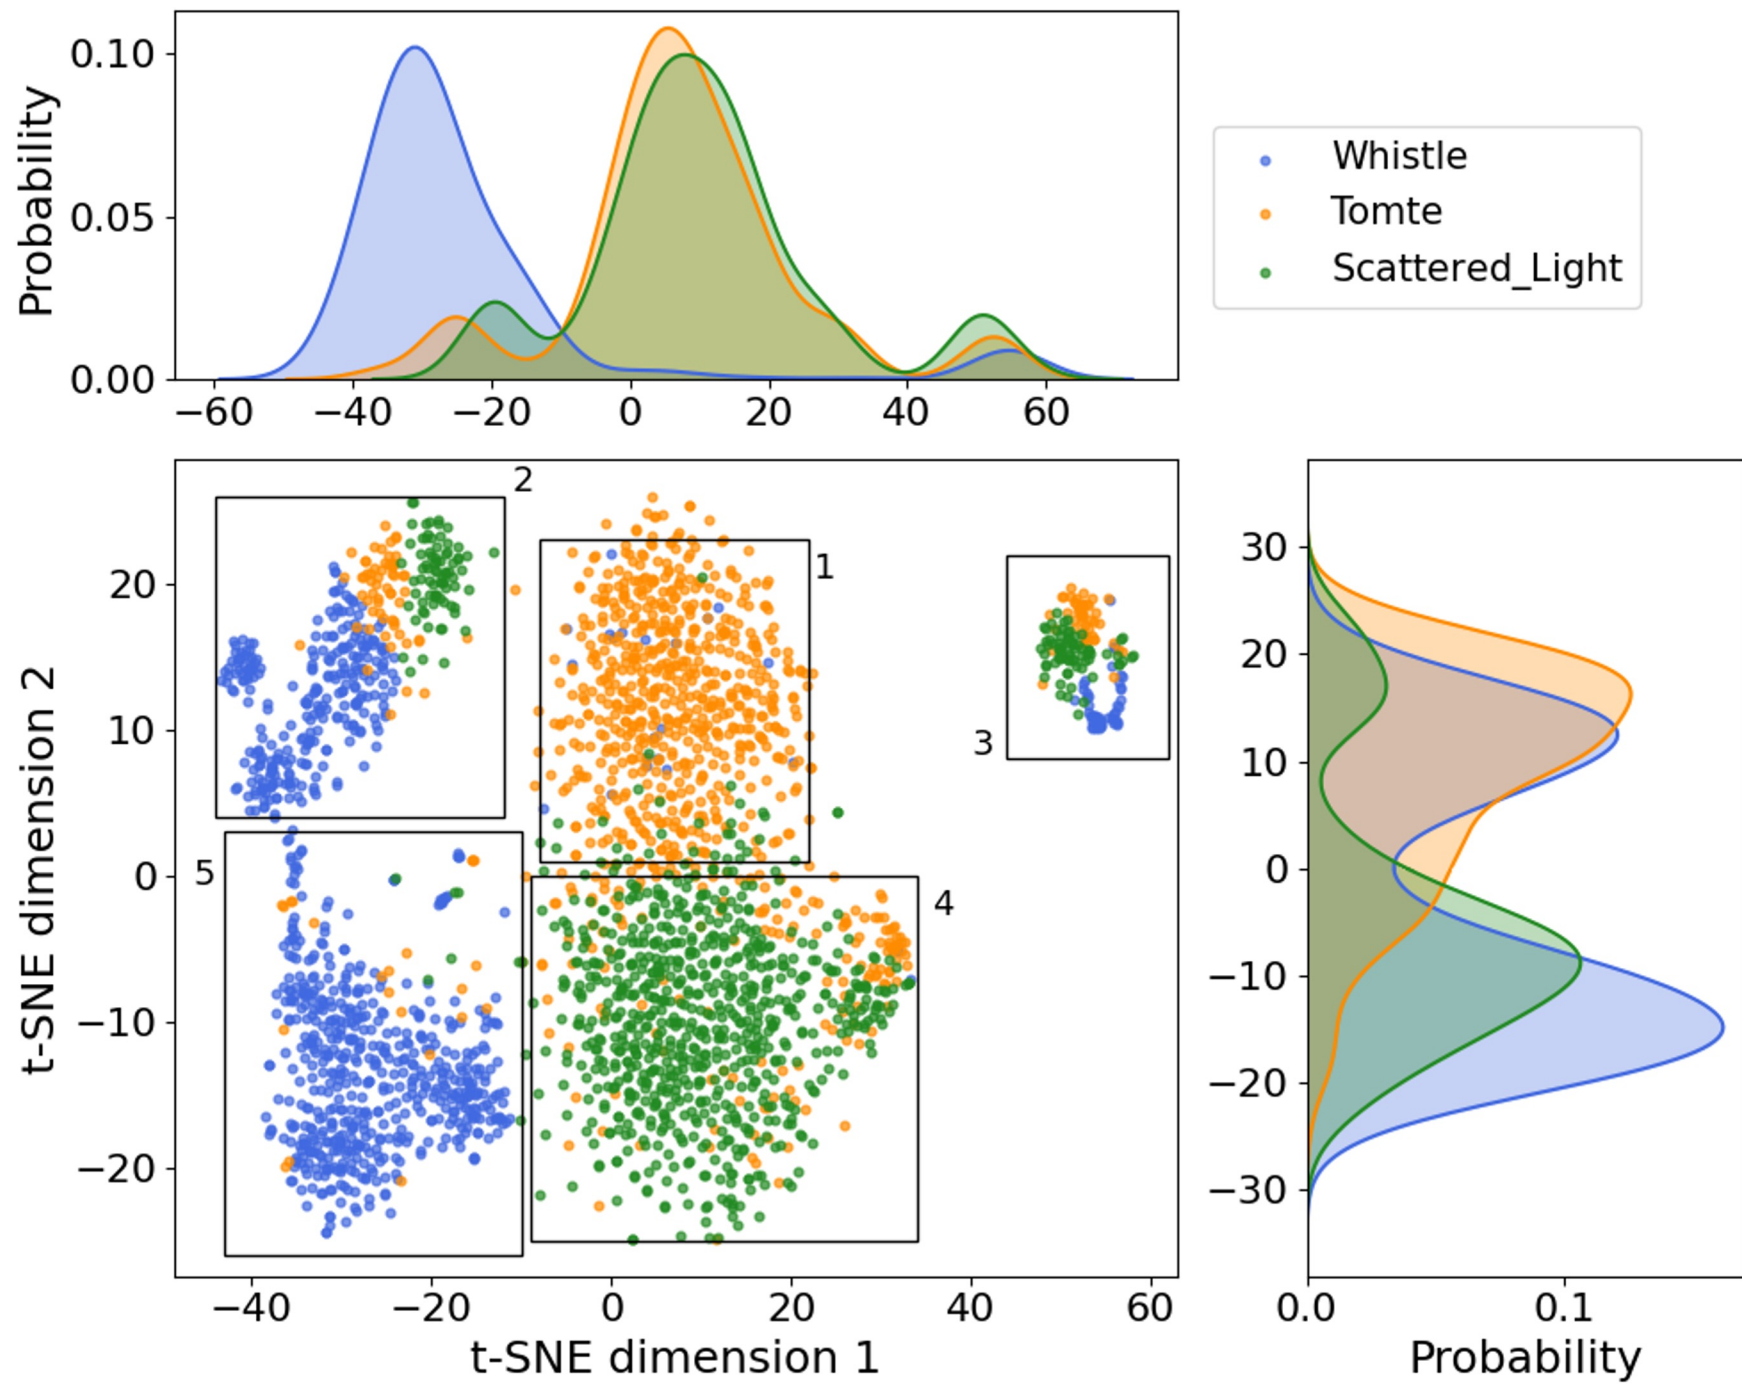 Probability
0.10
0.05
0.00
−60 −40 −20 0 20 40 60
Whistle
Tomte
Scattered_Light
t-SNE dimension 2
20
10
0
−10
−20
2
1
3
5
4
−40 −20 0 20 40 60
t-SNE dimension 1
30
20
10
0
−10
−20
−30
0.0 0.1
Probability